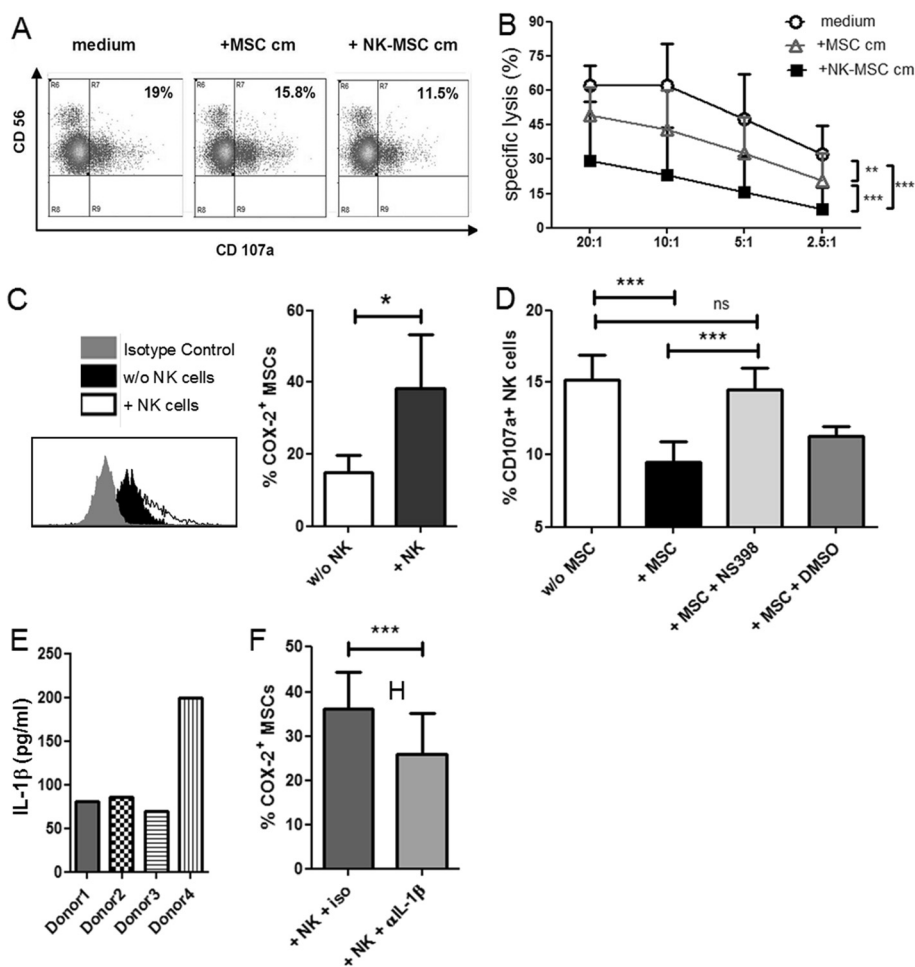 A
medium
+MSC cm
+ NK-MSC cm
R6
R7
19%
R8
R9
R6
R7
15.8%
R8
R9
R6
R7
11.5%
R8
R9
CD 56
CD 107a
B
medium
+MSC cm
+NK-MSC cm
specific lysis (%)
90
75
60
45
30
15
0
20:1
10:1
5:1
2.5:1
**
***
***
C
Isotype Control
w/o NK cells
+ NK cells
% COX-2⁺ MSCs
60
40
20
0
*
w/o NK
+ NK
D
% CD107a+ NK cells
20
15
10
5
***
ns
***
w/o MSC
+ MSC
+ MSC + NS398
+ MSC + DMSO
E
IL-1β (pg/ml)
250
200
150
100
50
0
Donor1
Donor2
Donor3
Donor4
F
% COX-2⁺ MSCs
50
40
30
20
10
0
***
H
+ NK + iso
+ NK + αIL-1β